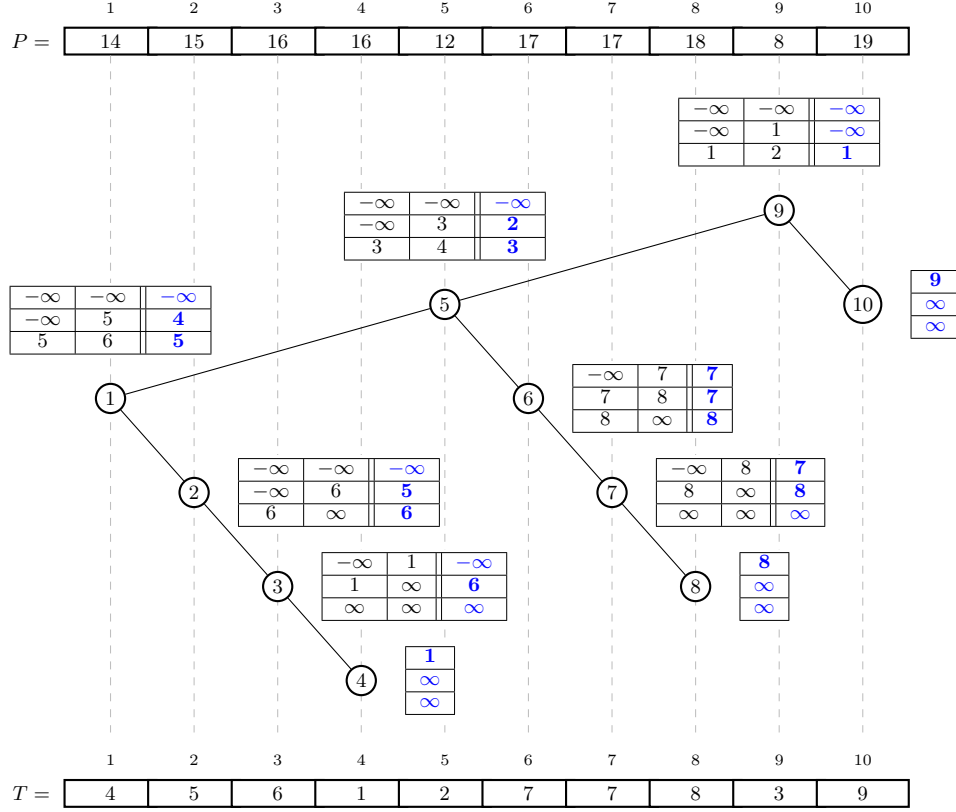 1 2 3 4 5 6 7 8 9 10
P = 14 15 16 16 12 17 17 18 8 19
−∞ −∞ −∞
−∞ 1 −∞
1 2 1
9
−∞ −∞ −∞
−∞ 3 2
3 4 3
5
9
∞
∞
10
−∞ −∞ −∞
−∞ 5 4
5 6 5
1
−∞ 7 7
7 8 7
8 ∞ 8
6
−∞ −∞ −∞
−∞ 6 5
6 ∞ 6
2
−∞ 8 7
8 ∞ 8
∞ ∞ ∞
7
−∞ 1 −∞
1 ∞ 6
∞ ∞ ∞
3
8
∞
∞
8
1
∞
∞
4
1 2 3 4 5 6 7 8 9 10
T = 4 5 6 1 2 7 7 8 3 9